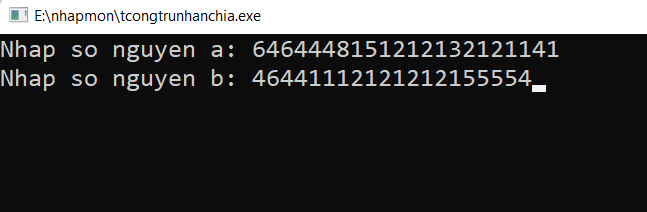 E:\nhapmon\tcongtrunhanchia.exe
Nhap so nguyen a: 6464448151212132121141
Nhap so nguyen b: 46441112121212155554